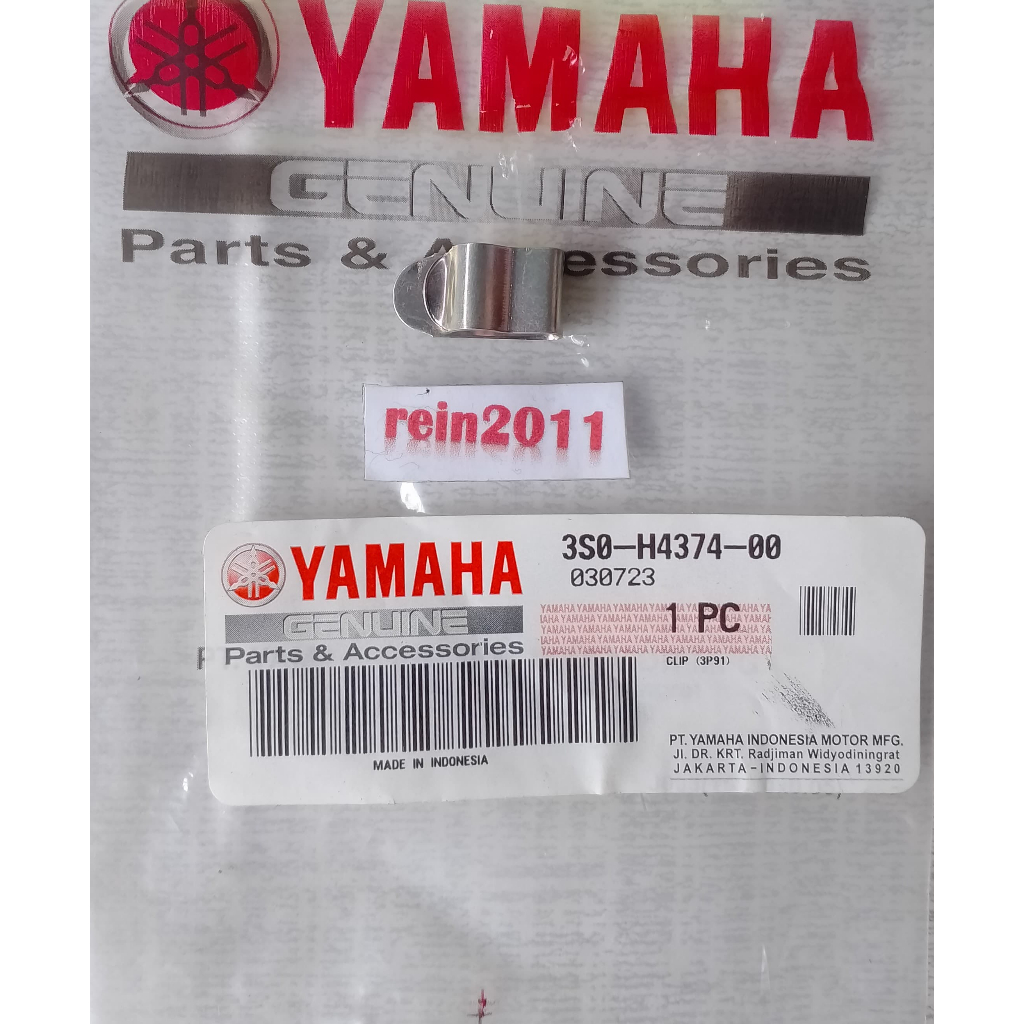 YAMAHA
GENUINE
Parts & A essories
rein2011
YAMAHA
3S0-H4374-00
030723
GENUINE
Parts & Accessories
1 PC
CLIP (3P91)
MADE IN INDONESIA
PT. YAMAHA INDONESIA MOTOR MFG.
Jl. DR. KRT. Radjiman Widyodiningrat
JAKARTA-INDONESIA 13920